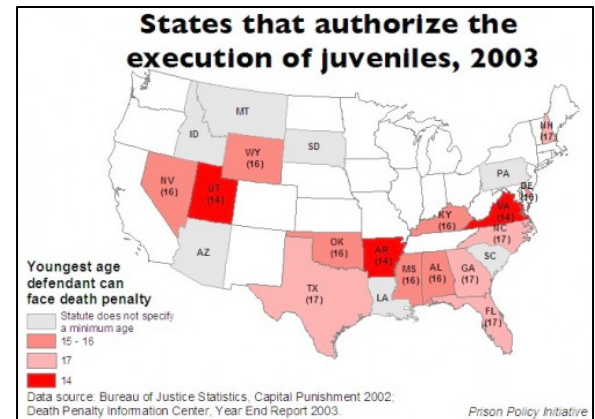 States that authorize the
execution of juveniles, 2003
MT
ID
SD
WY
(16)
NH
(17)
PA
NV
(16)
UT
(14)
DE
(16)
VA
(14)
KY
(16)
NC
(17)
AZ
OK
(16)
AR
(14)
SC
MS
(16)
AL
(16)
GA
(17)
TX
(17)
LA
FL
(17)
Youngest age
defendant can
face death penalty
Statute does not specify
a minimum age
15 - 16
17
14
Data source: Bureau of Justice Statistics, Capital Punishment 2002;
Death Penalty Information Center, Year End Report 2003.
Prison Policy Initiative